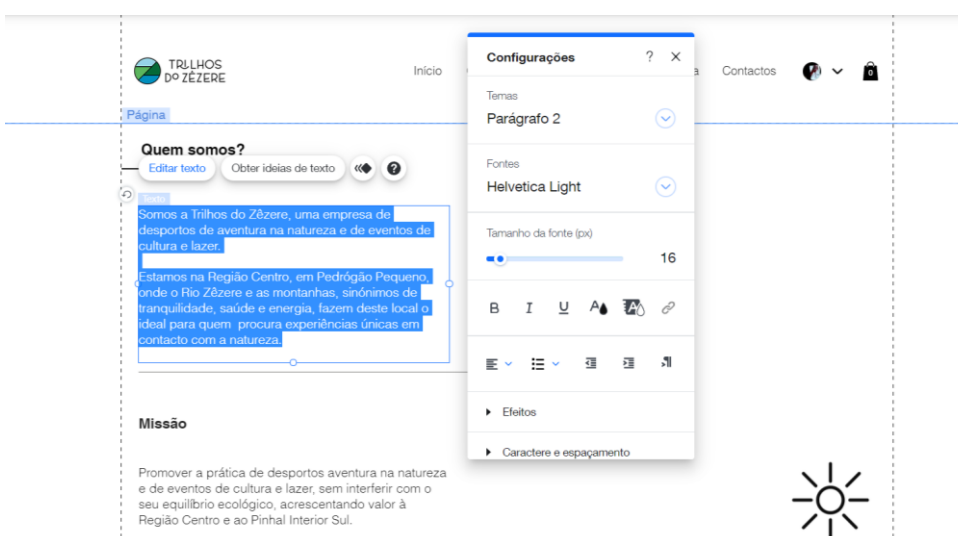 TRILHOS
DO ZÊZERE
Início
Contactos
0
Página
Quem somos?
Editar texto
Obter ideias de texto
Texto
Somos a Trilhos do Zêzere, uma empresa de
desportos de aventura na natureza e de eventos de
cultura e lazer.
Estamos na Região Centro, em Pedrógão Pequeno,
onde o Rio Zêzere e as montanhas, sinónimos de
tranquilidade, saúde e energia, fazem deste local o
ideal para quem  procura experiências únicas em
contacto com a natureza.
Configurações
?
Temas
Parágrafo 2
Fontes
Helvetica Light
Tamanho da fonte (px)
16
B I U A A
Efeitos
Caractere e espaçamento
Missão
Promover a prática de desportos aventura na natureza
e de eventos de cultura e lazer, sem interferir com o
seu equilíbrio ecológico, acrescentando valor à
Região Centro e ao Pinhal Interior Sul.